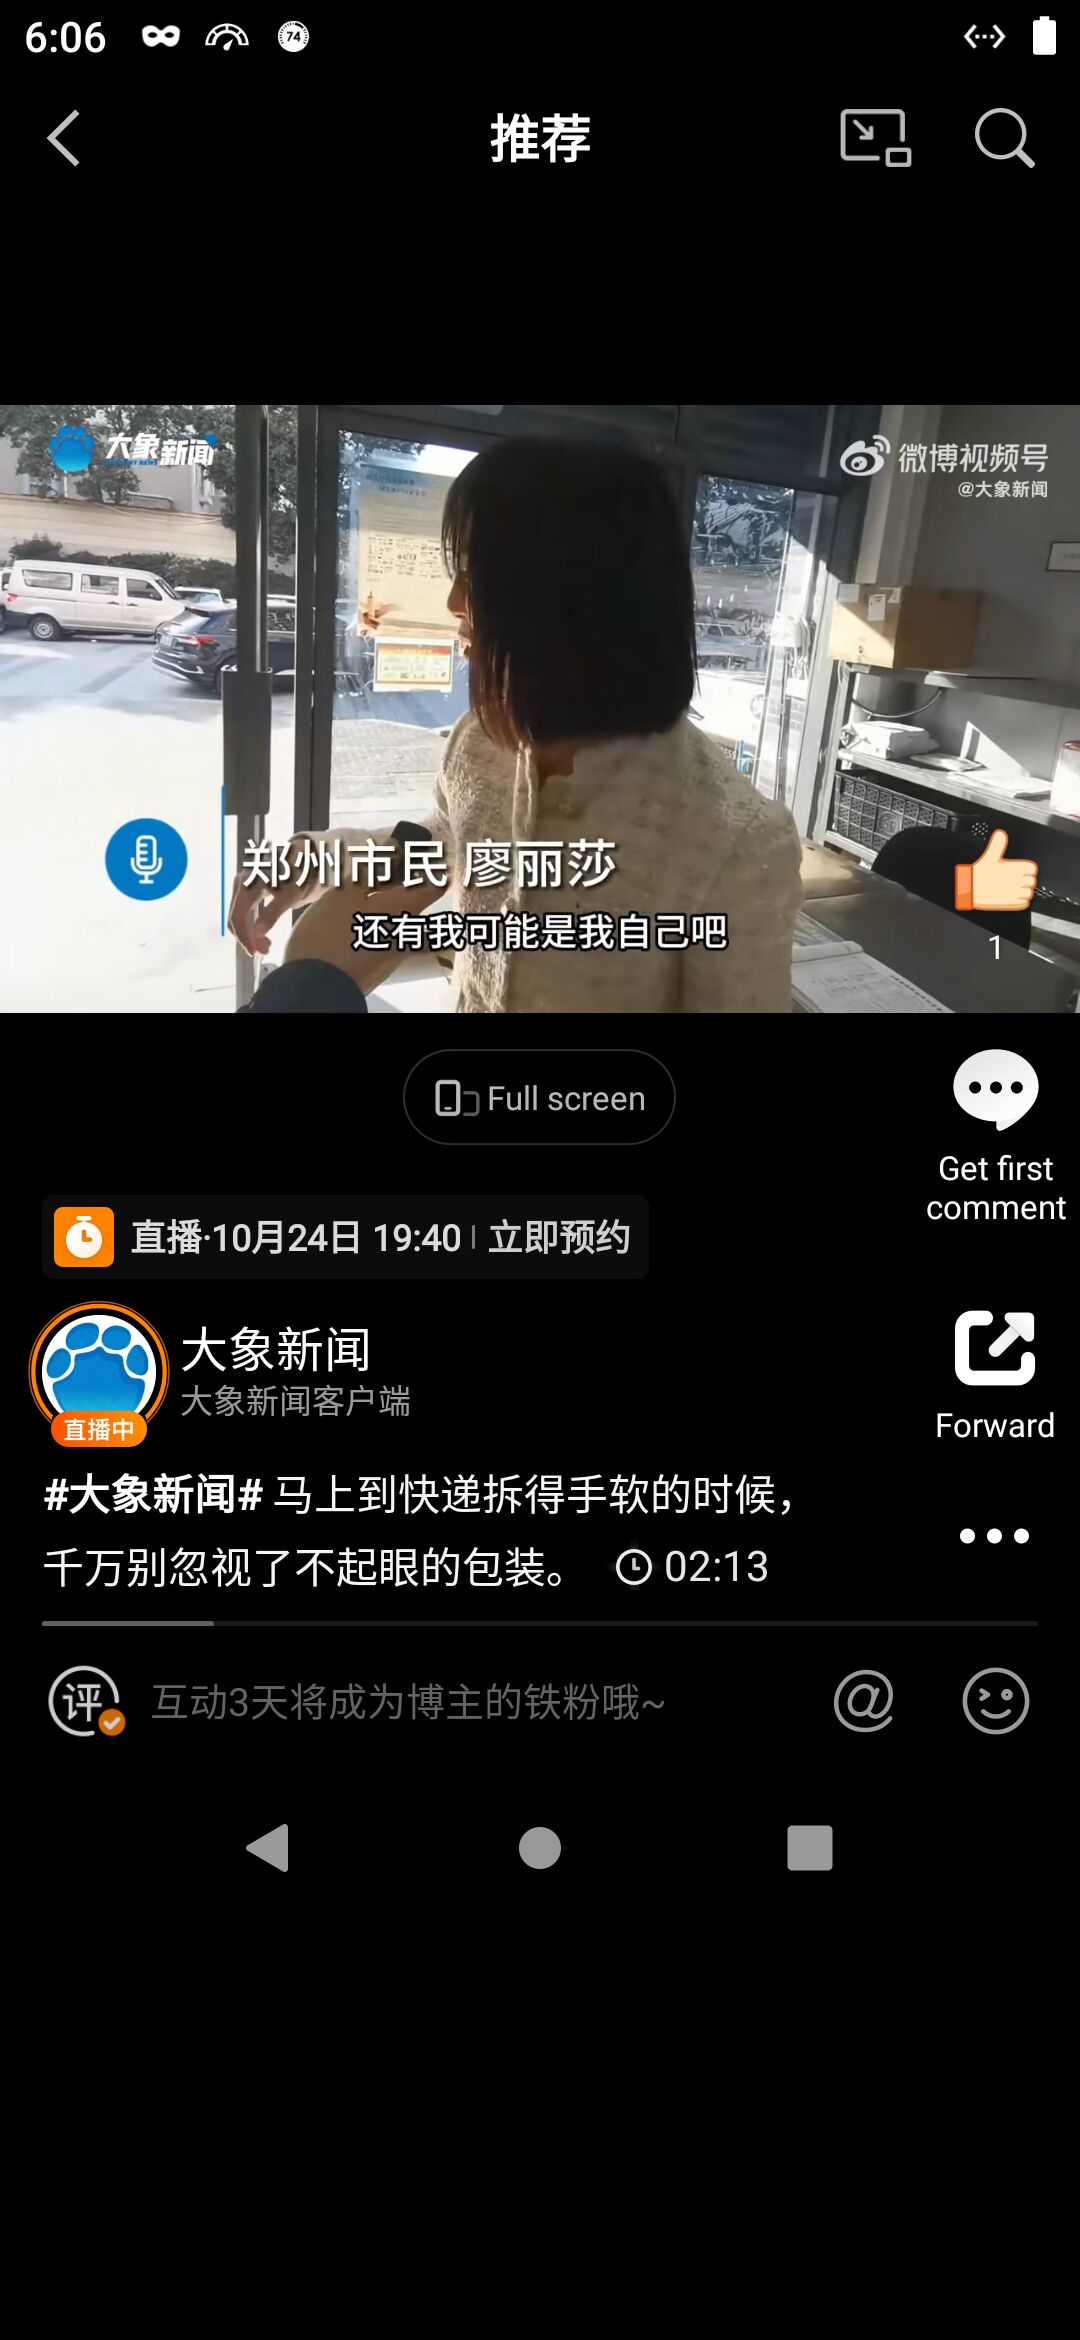 6:06
74
推荐
大象新闻
微博视频号
@大象新闻
郑州市民 廖丽莎
还有我可能是我自己吧
1
Full screen
Get first
comment
直播·10月24日 19:40 | 立即预约
大象新闻
大象新闻客户端
直播中
Forward
#大象新闻# 马上到快递拆得手软的时候，
千万别忽视了不起眼的包装。 02:13
评 互动3天将成为博主的铁粉哦~ @